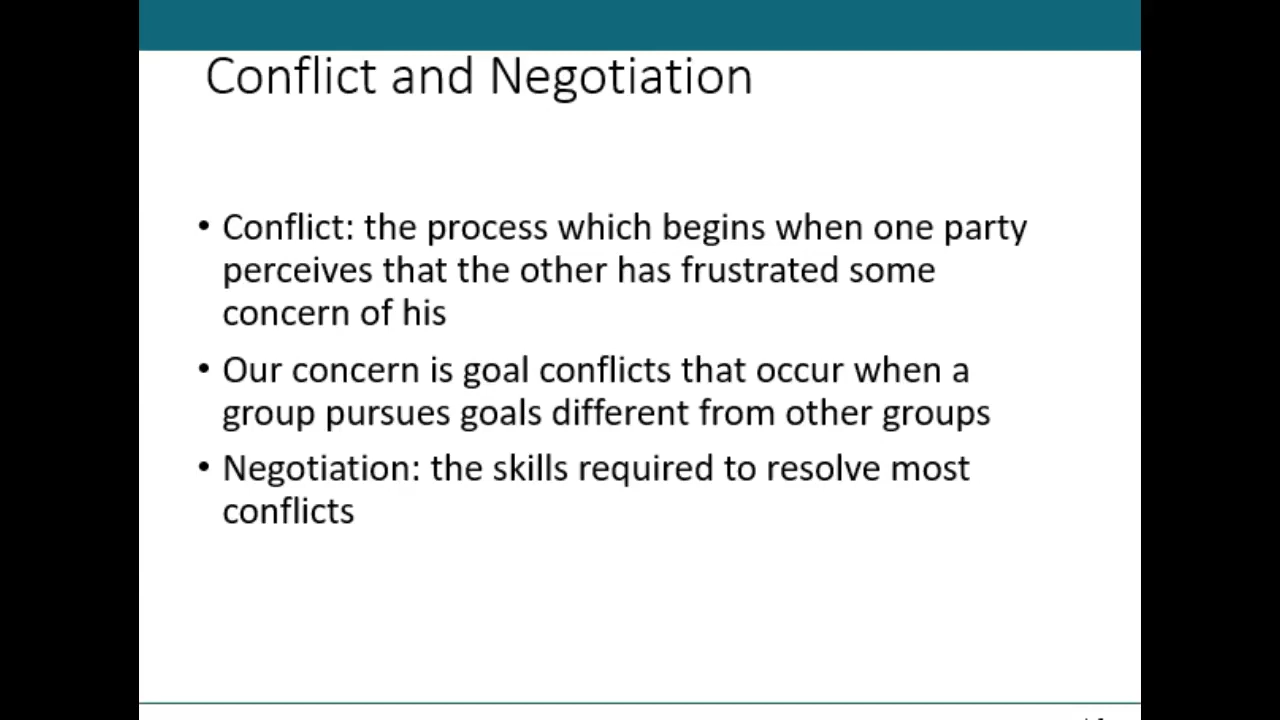 Conflict and Negotiation
• Conflict: the process which begins when one party
perceives that the other has frustrated some
concern of his
• Our concern is goal conflicts that occur when a
group pursues goals different from other groups
• Negotiation: the skills required to resolve most
conflicts